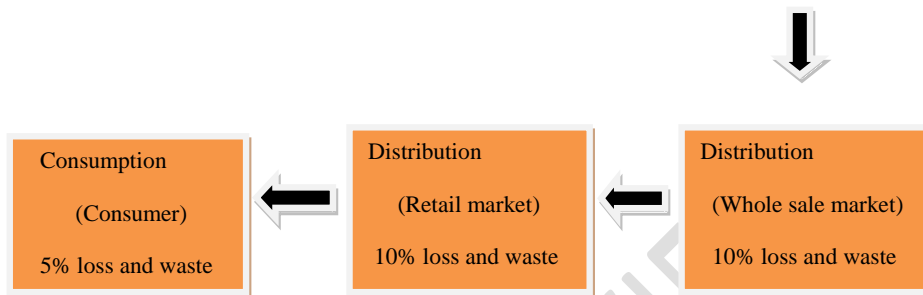 Consumption
(Consumer)
5% loss and waste
Distribution
(Retail market)
10% loss and waste
Distribution
(Whole sale market)
10% loss and waste